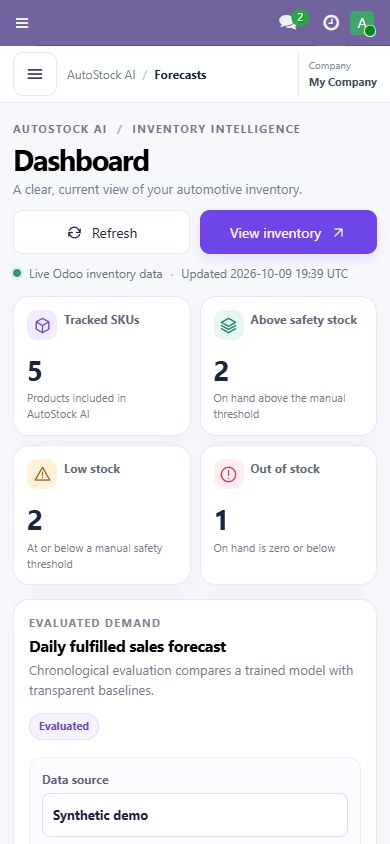 2
A
AutoStock AI / Forecasts
Company
My Company
AUTOSTOCK AI / INVENTORY INTELLIGENCE
Dashboard
A clear, current view of your automotive inventory.
Refresh
View inventory
Live Odoo inventory data · Updated 2026-10-09 19:39 UTC
Tracked SKUs
5
Products included in
AutoStock AI
Above safety stock
2
On hand above the manual
threshold
Low stock
2
At or below a manual safety
threshold
Out of stock
1
On hand is zero or below
EVALUATED DEMAND
Daily fulfilled sales forecast
Chronological evaluation compares a trained model with
transparent baselines.
Evaluated
Data source
Synthetic demo